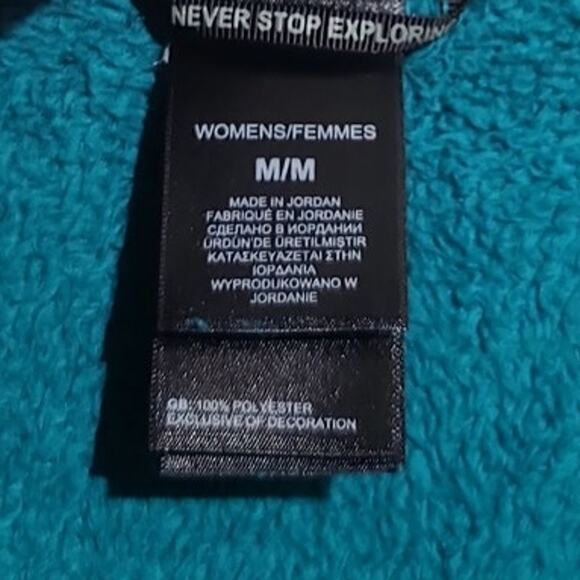 NEVER STOP EXPLORING
WOMENS/FEMMES
M/M
MADE IN JORDAN
FABRIQUÉ EN JORDANIE
СДЕЛАНО В ИОРДАНИИ
ÜRDÜN'DE ÜRETILMIŞTIR
ΚΑΤΑΣΚΕΥΑΖΕΤΑΙ ΣΤΗΝ
ΙΟΡΔΑΝΙΑ
WYPRODUKOWANO W
JORDANIE
GB: 100% POLYESTER
EXCLUSIVE OF DECORATION